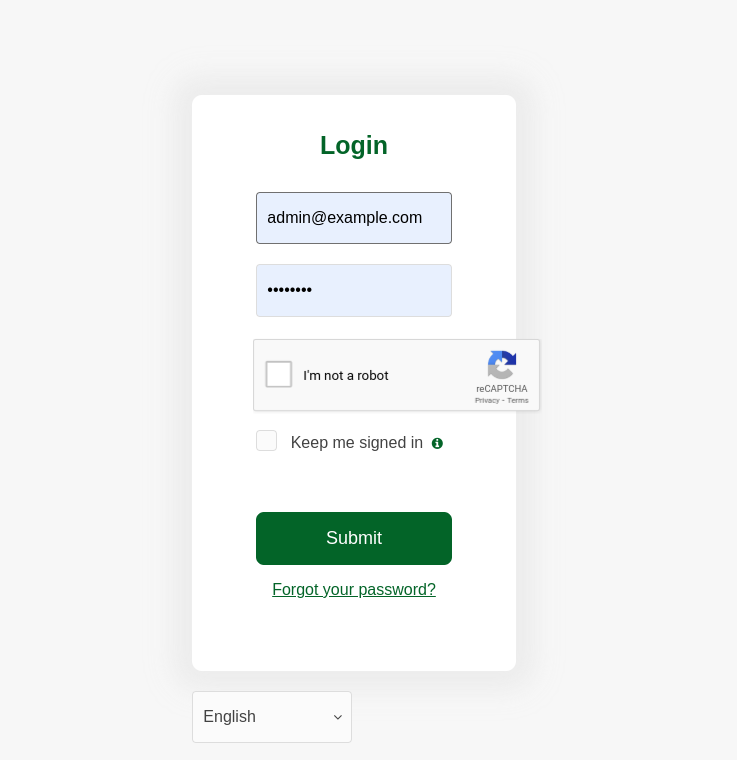 Login
admin@example.com
••••••••
I'm not a robot
reCAPTCHA
Privacy - Terms
Keep me signed in
Submit
Forgot your password?
English